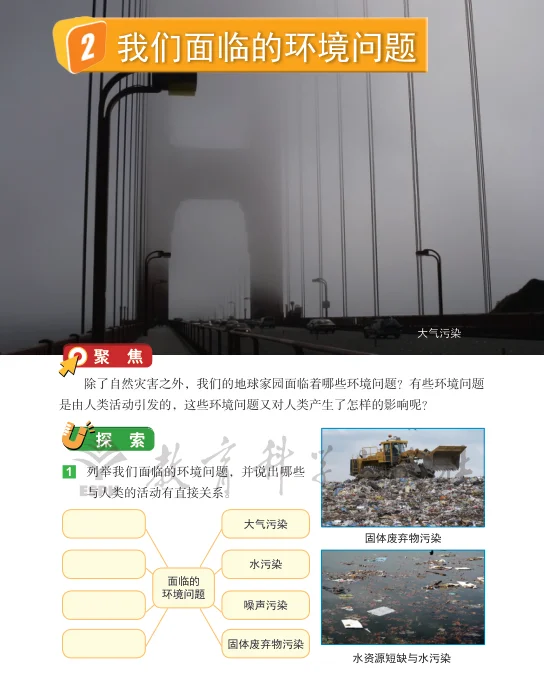 2 我们面临的环境问题
大气污染
聚 焦
除了自然灾害之外，我们的地球家园面临着哪些环境问题？有些环境问题
是由人类活动引发的，这些环境问题又对人类产生了怎样的影响呢？
探 索
1 列举我们面临的环境问题，并说出哪些
与人类的活动有直接关系。
大气污染
水污染
面临的
环境问题
噪声污染
固体废弃物污染
固体废弃物污染
水资源短缺与水污染
教育科学